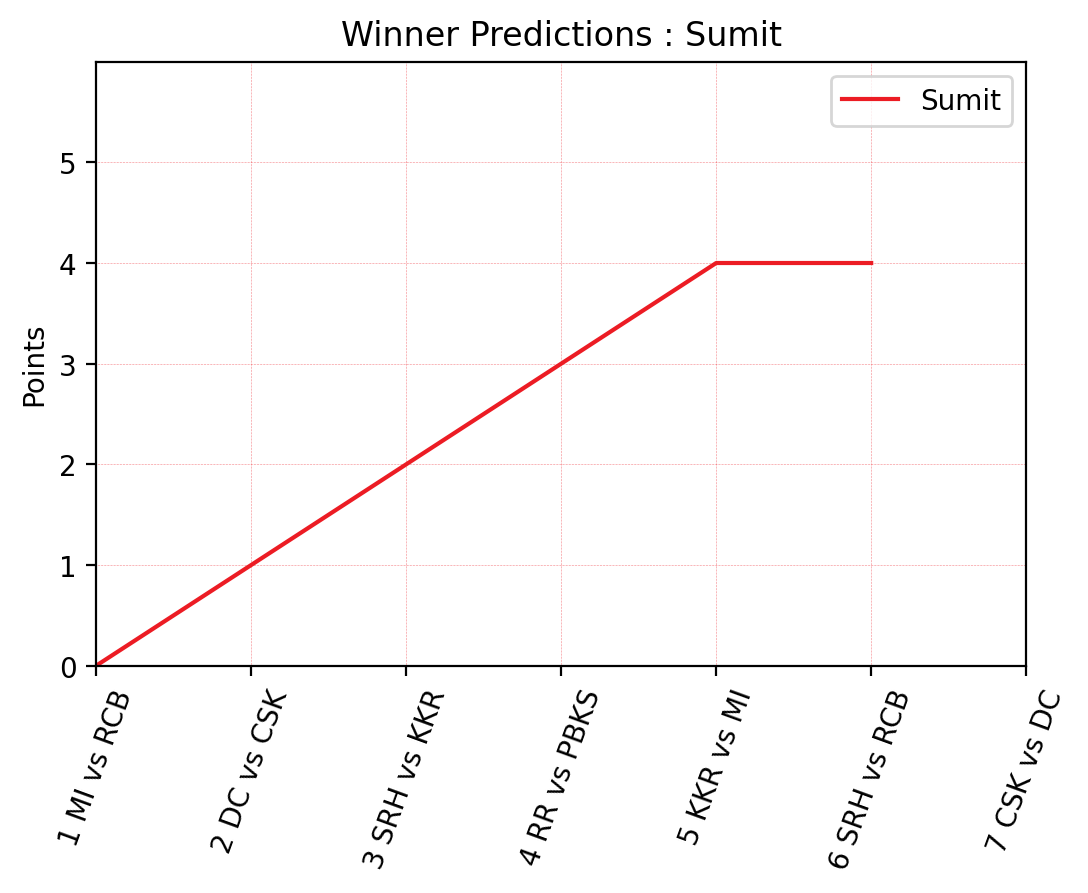 Winner Predictions : Sumit
Sumit
Points
5
4
3
2
1
0
1 MI vs RCB
2 DC vs CSK
3 SRH vs KKR
4 RR vs PBKS
5 KKR vs MI
6 SRH vs RCB
7 CSK vs DC